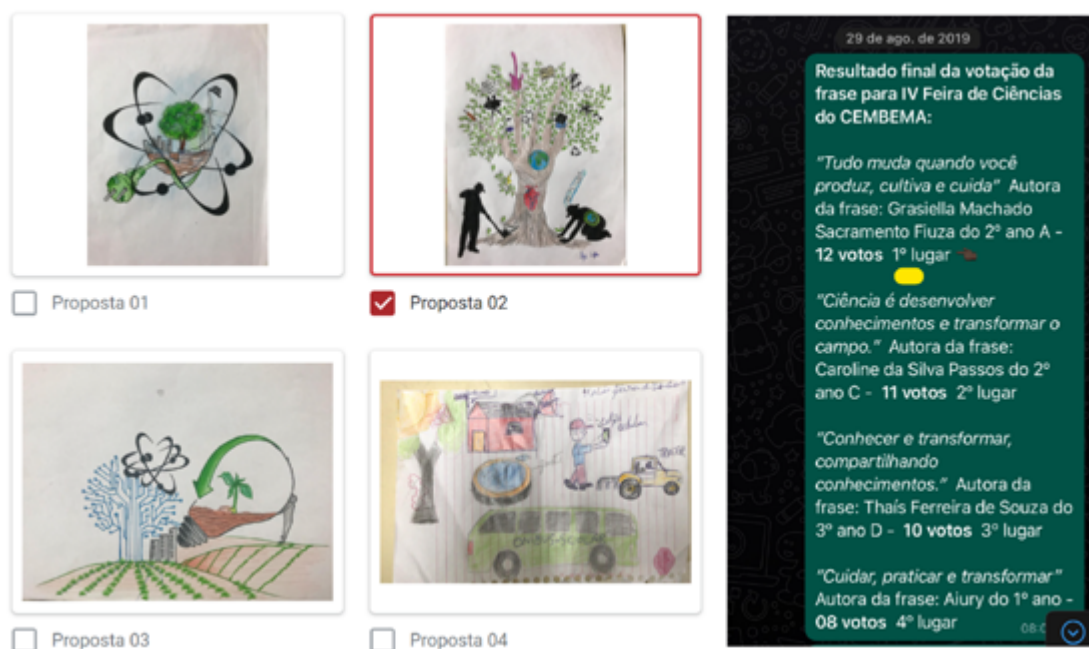 Proposta 01
Proposta 02
Proposta 03
Proposta 04
29 de ago. de 2019
Resultado final da votação da
frase para IV Feira de Ciências
do CEMBEMA:
"Tudo muda quando você
produz, cultiva e cuida" Autora
da frase: Grasiella Machado
Sacramento Fiuza do 2º ano A -
12 votos 1º lugar
"Ciência é desenvolver
conhecimentos e transformar o
campo." Autora da frase:
Caroline da Silva Passos do 2º
ano C - 11 votos 2º lugar
"Conhecer e transformar,
compartilhando
conhecimentos." Autora da
frase: Thaís Ferreira de Souza do
3º ano D - 10 votos 3º lugar
"Cuidar, praticar e transformar"
Autora da frase: Aiury do 1º ano -
08 votos 4º lugar